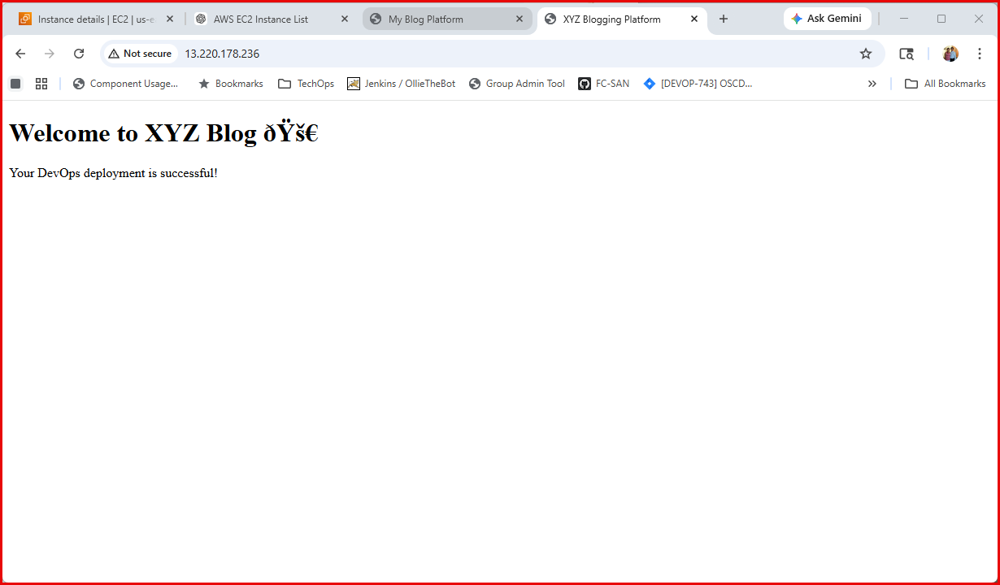 Instance details | EC2 | us-e
AWS EC2 Instance List
My Blog Platform
XYZ Blogging Platform
Ask Gemini
Not secure
13.220.178.236
Component Usage...
Bookmarks
TechOps
Jenkins / OllieTheBot
Group Admin Tool
FC-SAN
[DEVOP-743] OSCD...
All Bookmarks
Welcome to XYZ Blog ðŸš€
Your DevOps deployment is successful!